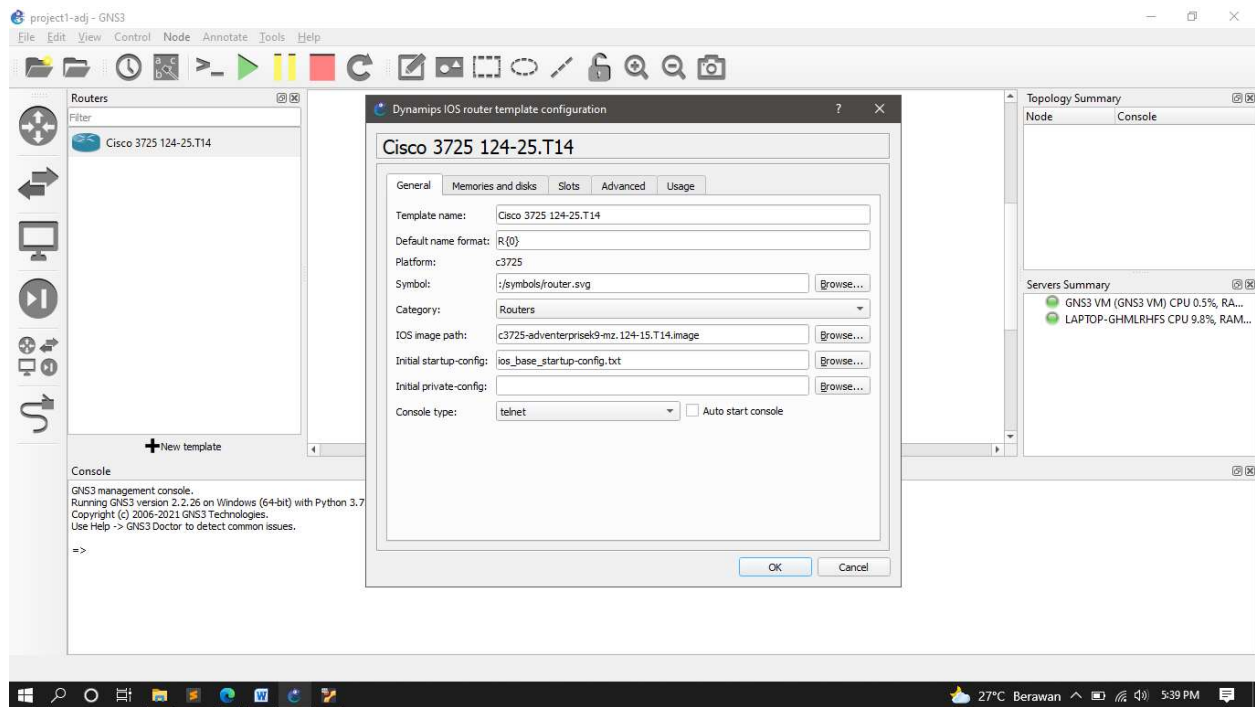 project1-adj - GNS3
File Edit View Control Node Annotate Tools Help
Routers
Filter
Cisco 3725 124-25.T14
New template
Dynamips IOS router template configuration
Cisco 3725 124-25.T14
General Memories and disks Slots Advanced Usage
Template name: Cisco 3725 124-25.T14
Default name format: R{0}
Platform: c3725
Symbol: :/symbols/router.svg Browse...
Category: Routers
IOS image path: c3725-adventerprisek9-mz.124-15.T14.image Browse...
Initial startup-config: ios_base_startup-config.txt Browse...
Initial private-config: Browse...
Console type: telnet Auto start console
OK Cancel
Topology Summary
Node Console
Servers Summary
GNS3 VM (GNS3 VM) CPU 0.5%, RA...
LAPTOP-GHMLRHFS CPU 9.8%, RAM...
Console
GNS3 management console.
Running GNS3 version 2.2.26 on Windows (64-bit) with Python 3.7
Copyright (c) 2006-2021 GNS3 Technologies.
Use Help -> GNS3 Doctor to detect common issues.
=>
27°C Berawan 5:39 PM